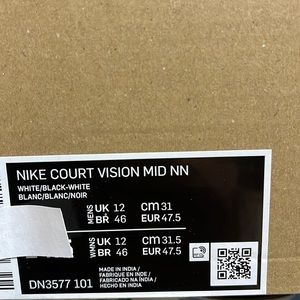 NIKE COURT VISION MID NN
WHITE/BLACK-WHITE
BLANC/BLANC/NOIR
MENS UK 12 cm 31
BR 46 EUR 47.5
WMNS UK 12 cm 31.5
BR 46 EUR 47.5
MADE IN INDIA /
FABRIQUE EN INDE /
FABRICADO NA ÍNDIA /
HECHO EN INDIA
DN3577 101